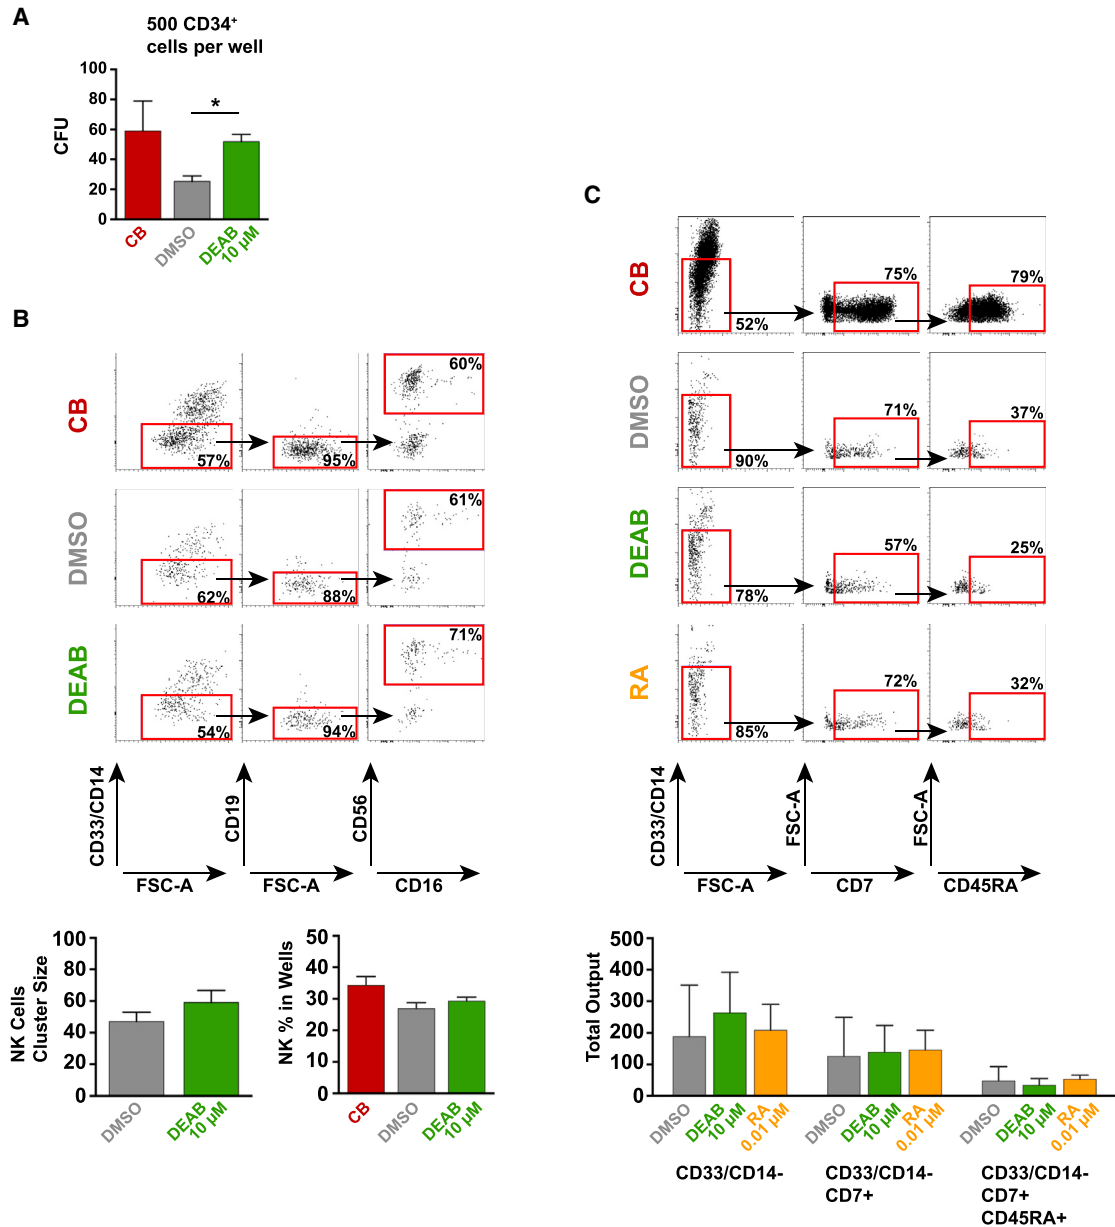 A
500 CD34+
cells per well
CFU
100
80
60
40
20
0
*
CB
DMSO
DEAB
10 µM
B
CB
57%
95%
60%
DMSO
62%
88%
61%
DEAB
54%
94%
71%
CD33/CD14
FSC-A
CD19
FSC-A
CD56
CD16
NK Cells
Cluster Size
100
80
60
40
20
0
DMSO
DEAB
10 µM
NK % in Wells
50
40
30
20
10
0
CB
DMSO
DEAB
10 µM
C
CB
52%
75%
79%
DMSO
90%
71%
37%
DEAB
78%
57%
25%
RA
85%
72%
32%
CD33/CD14
FSC-A
FSC-A
CD7
FSC-A
CD45RA
Total Output
500
400
300
200
100
0
DMSO
DEAB
10 µM
RA
0.01 µM
DMSO
DEAB
10 µM
RA
0.01 µM
DMSO
DEAB
10 µM
RA
0.01 µM
CD33/CD14-
CD33/CD14-
CD7+
CD33/CD14-
CD7+
CD45RA+